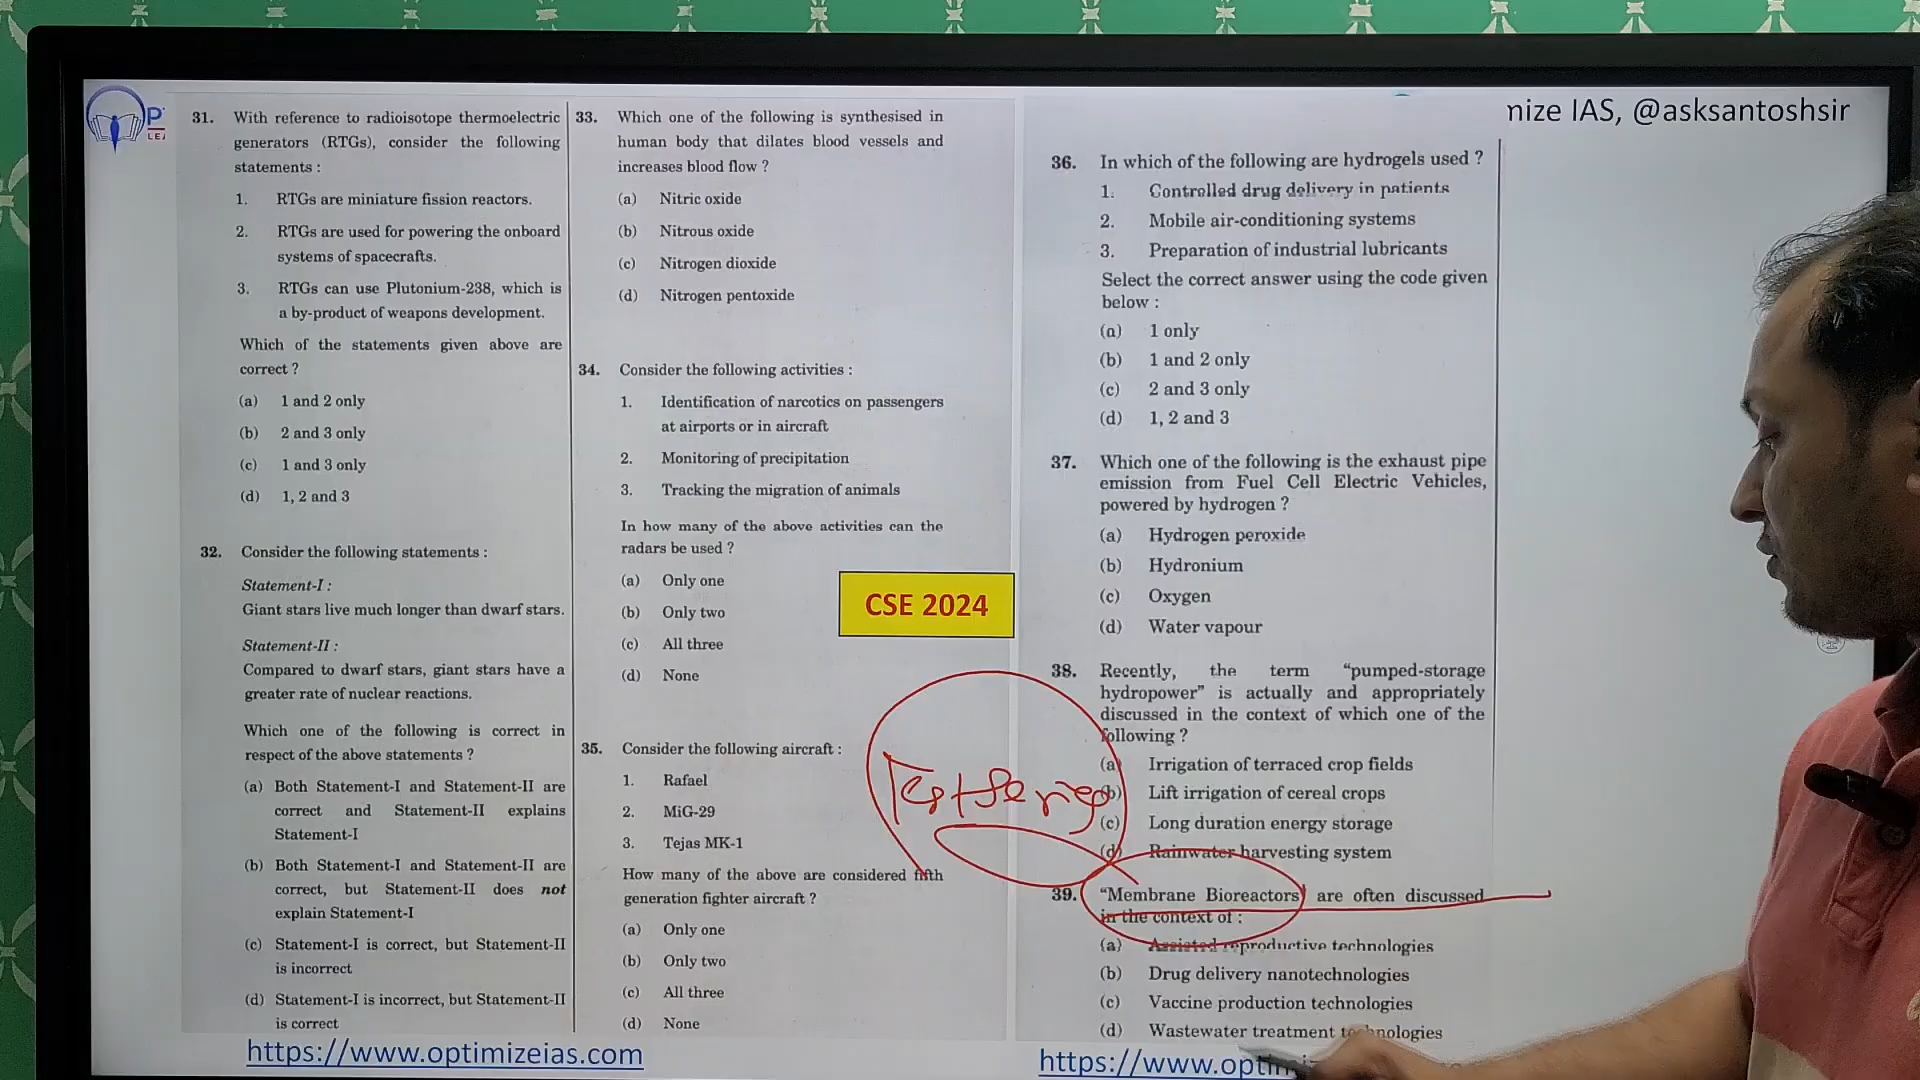 P
LEA
nize IAS, @asksantoshsir
31. With reference to radioisotope thermoelectric
generators (RTGs), consider the following
statements :
1. RTGs are miniature fission reactors.
2. RTGs are used for powering the onboard
systems of spacecrafts.
3. RTGs can use Plutonium-238, which is
a by-product of weapons development.
Which of the statements given above are
correct ?
(a) 1 and 2 only
(b) 2 and 3 only
(c) 1 and 3 only
(d) 1, 2 and 3
32. Consider the following statements :
Statement-I :
Giant stars live much longer than dwarf stars.
Statement-II :
Compared to dwarf stars, giant stars have a
greater rate of nuclear reactions.
Which one of the following is correct in
respect of the above statements ?
(a) Both Statement-I and Statement-II are
correct and Statement-II explains
Statement-I
(b) Both Statement-I and Statement-II are
correct, but Statement-II does not
explain Statement-I
(c) Statement-I is correct, but Statement-II
is incorrect
(d) Statement-I is incorrect, but Statement-II
is correct
https://www.optimizeias.com
33. Which one of the following is synthesised in
human body that dilates blood vessels and
increases blood flow ?
(a) Nitric oxide
(b) Nitrous oxide
(c) Nitrogen dioxide
(d) Nitrogen pentoxide
34. Consider the following activities :
1. Identification of narcotics on passengers
at airports or in aircraft
2. Monitoring of precipitation
3. Tracking the migration of animals
In how many of the above activities can the
radars be used ?
(a) Only one
(b) Only two
(c) All three
(d) None
CSE 2024
35. Consider the following aircraft :
1. Rafael
2. MiG-29
3. Tejas MK-1
How many of the above are considered fifth
generation fighter aircraft ?
(a) Only one
(b) Only two
(c) All three
(d) None
Test Series
36. In which of the following are hydrogels used ?
1. Controlled drug delivery in patients
2. Mobile air-conditioning systems
3. Preparation of industrial lubricants
Select the correct answer using the code given
below :
(a) 1 only
(b) 1 and 2 only
(c) 2 and 3 only
(d) 1, 2 and 3
37. Which one of the following is the exhaust pipe
emission from Fuel Cell Electric Vehicles,
powered by hydrogen ?
(a) Hydrogen peroxide
(b) Hydronium
(c) Oxygen
(d) Water vapour
38. Recently, the term “pumped-storage
hydropower” is actually and appropriately
discussed in the context of which one of the
following ?
(a) Irrigation of terraced crop fields
(b) Lift irrigation of cereal crops
(c) Long duration energy storage
(d) Rainwater harvesting system
39. “Membrane Bioreactors” are often discussed
in the context of :
(a) Assisted reproductive technologies
(b) Drug delivery nanotechnologies
(c) Vaccine production technologies
(d) Wastewater treatment technologies
https://www.optim